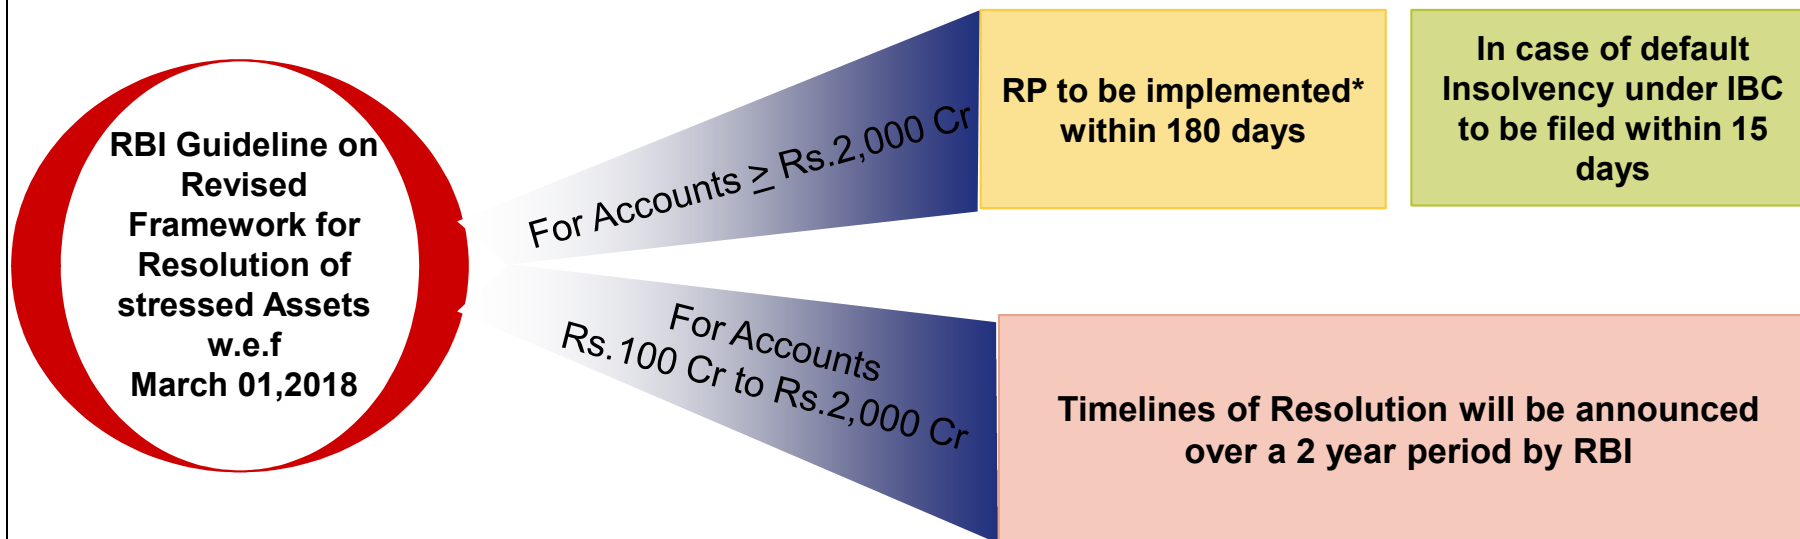 RBI Guideline on
Revised
Framework for
Resolution of
stressed Assets
w.e.f
March 01,2018
For Accounts ≥ Rs.2,000 Cr
RP to be implemented*
within 180 days
In case of default
Insolvency under IBC
to be filed within 15
days
For Accounts
Rs.100 Cr to Rs.2,000 Cr
Timelines of Resolution will be announced
over a 2 year period by RBI